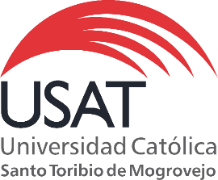 USAT
Universidad Católica
Santo Toribio de Mogrovejo